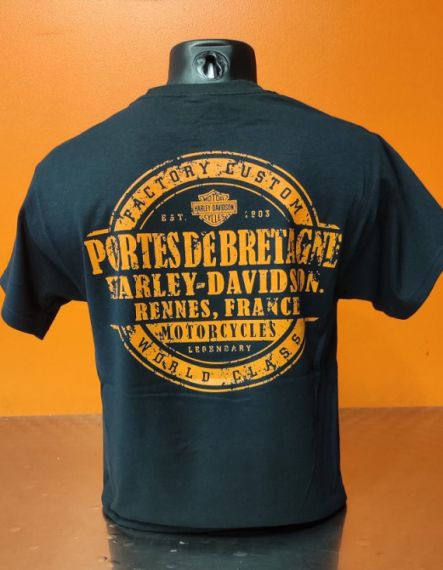 FACTORY CUSTOM
MOTOR
HARLEY-DAVIDSON
CYCLES
EST. 1903
PORTES DE BRETAGNE
HARLEY-DAVIDSON.
RENNES, FRANCE
MOTORCYCLES
LEGENDARY
WORLD CLASS